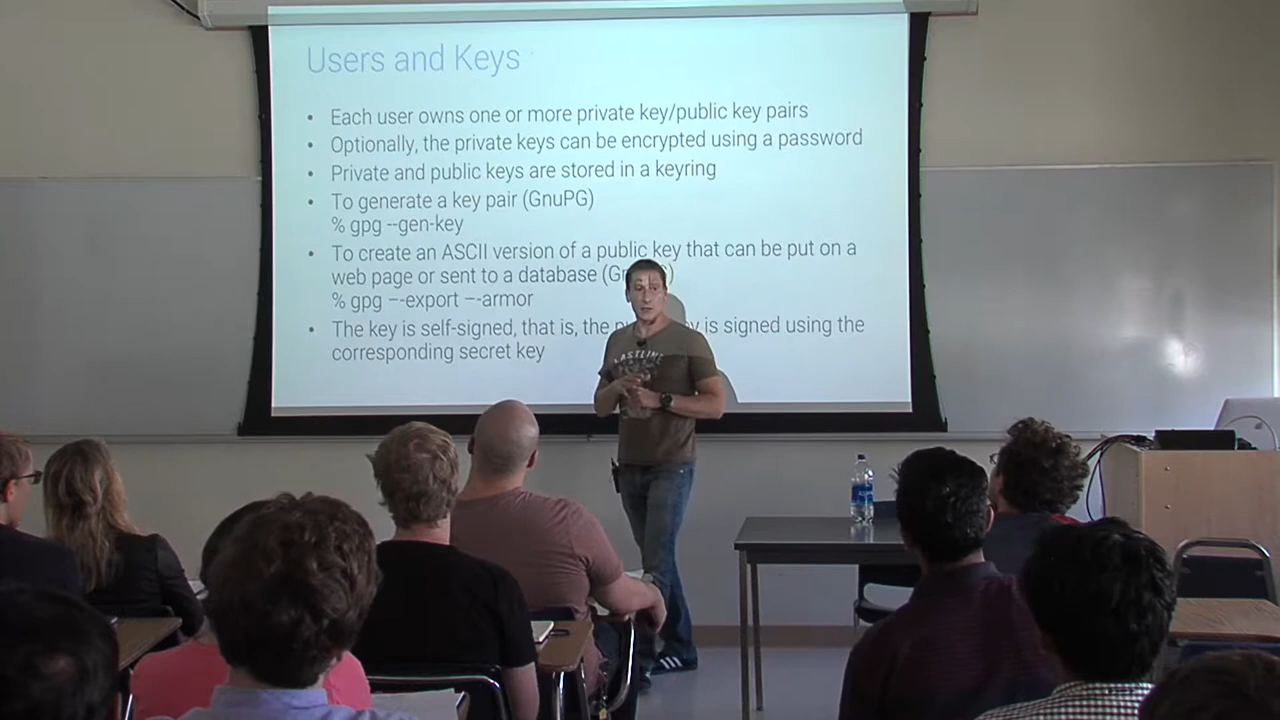 Users and Keys
• Each user owns one or more private key/public key pairs
• Optionally, the private keys can be encrypted using a password
• Private and public keys are stored in a keyring
• To generate a key pair (GnuPG)
% gpg --gen-key
• To create an ASCII version of a public key that can be put on a
web page or sent to a database (G )
% gpg –-export –-armor
• The key is self-signed, that is, the is signed using the
corresponding secret key
LASTLINE